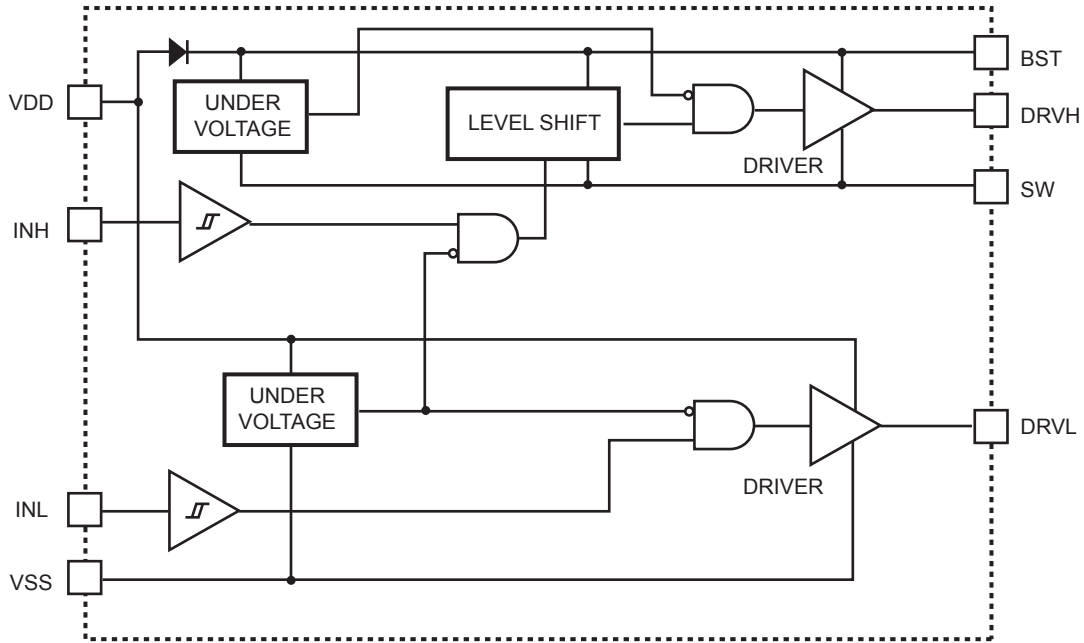 BST
VDD
UNDER
VOLTAGE
LEVEL SHIFT
DRVH
DRIVER
SW
INH
UNDER
VOLTAGE
DRVL
DRIVER
INL
VSS